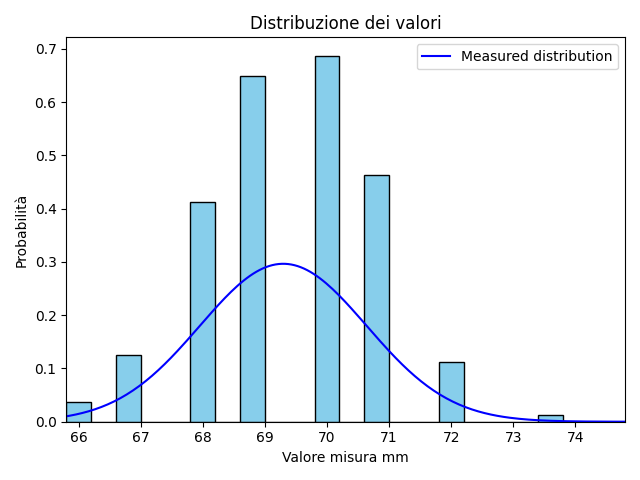 Distribuzione dei valori
Measured distribution
Probabilità
0.7
0.6
0.5
0.4
0.3
0.2
0.1
0.0
66 67 68 69 70 71 72 73 74
Valore misura mm